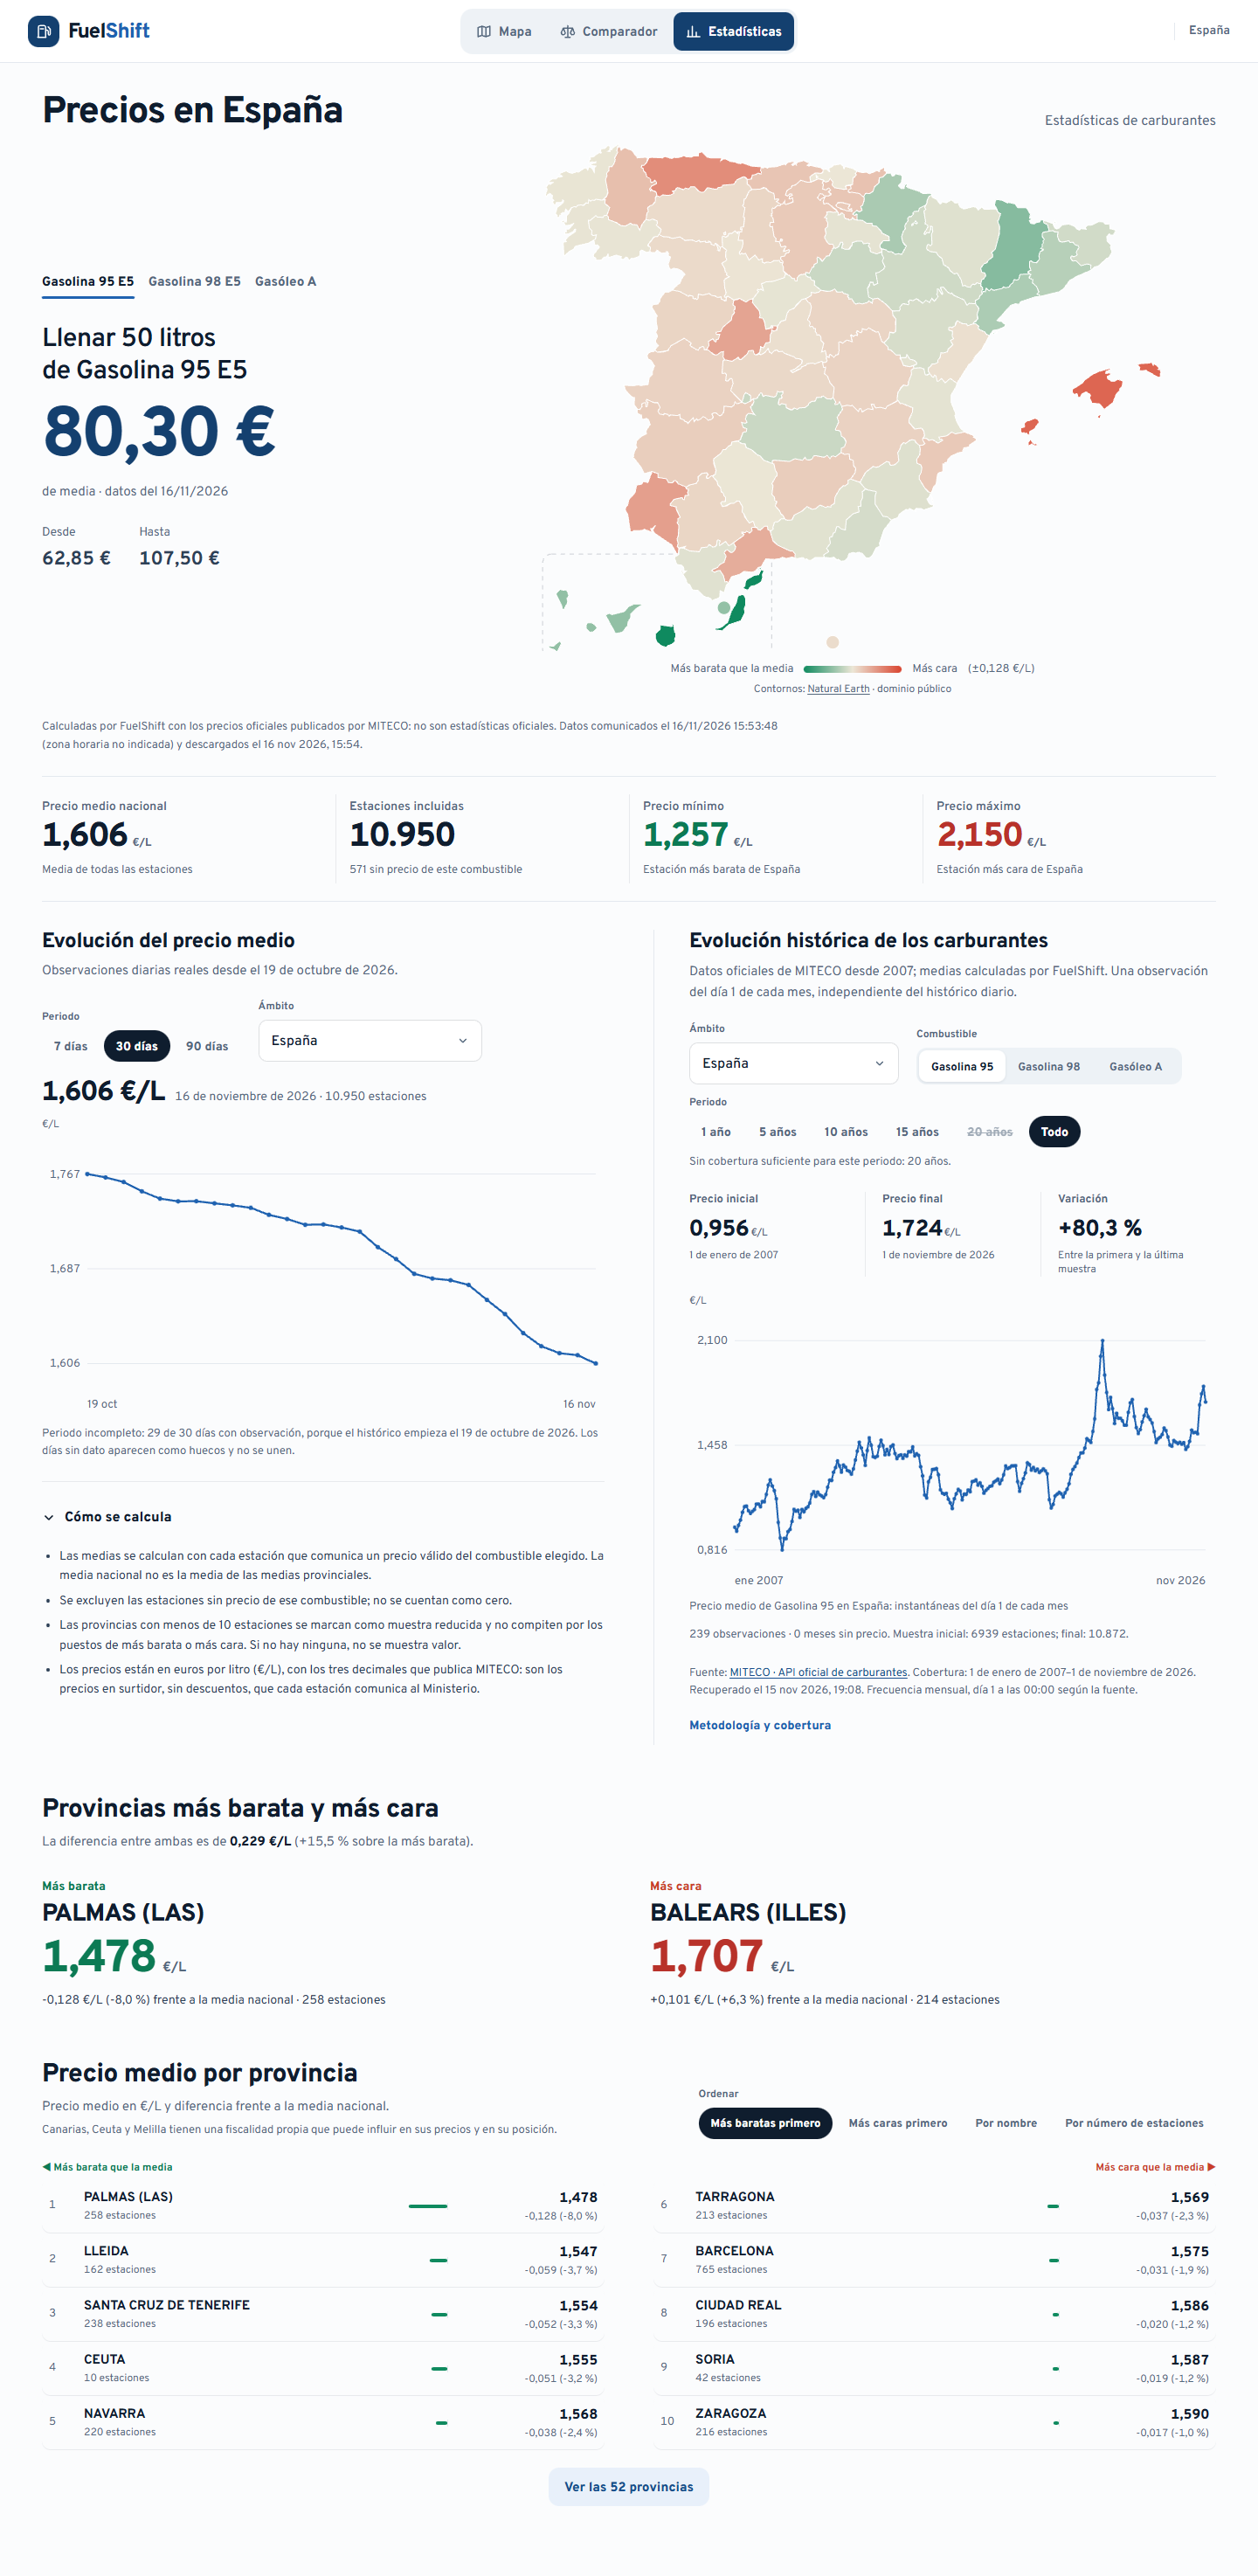 FuelShift
Mapa
Comparador
Estadísticas
España
Precios en España
Estadísticas de carburantes
Gasolina 95 E5
Gasolina 98 E5
Gasóleo A
Llenar 50 litros
de Gasolina 95 E5
80,30 €
de media · datos del 16/11/2026
Desde
Hasta
62,85 €
107,50 €
Más barata que la media
Más cara
(±0,128 €/L)
Contornos: Natural Earth · dominio público
Calculadas por FuelShift con los precios oficiales publicados por MITECO: no son estadísticas oficiales. Datos comunicados el 16/11/2026 15:53:48
(zona horaria no indicada) y descargados el 16 nov 2026, 15:54.
Precio medio nacional
1,606 €/L
Media de todas las estaciones
Estaciones incluidas
10.950
571 sin precio de este combustible
Precio mínimo
1,257 €/L
Estación más barata de España
Precio máximo
2,150 €/L
Estación más cara de España
Evolución del precio medio
Observaciones diarias reales desde el 19 de octubre de 2026.
Periodo
7 días
30 días
90 días
Ámbito
España
1,606 €/L 16 de noviembre de 2026 · 10.950 estaciones
€/L
1,767
1,687
1,606
19 oct
16 nov
Periodo incompleto: 29 de 30 días con observación, porque el histórico empieza el 19 de octubre de 2026. Los
días sin dato aparecen como huecos y no se unen.
Cómo se calcula
• Las medias se calculan con cada estación que comunica un precio válido del combustible elegido. La
media nacional no es la media de las medias provinciales.
• Se excluyen las estaciones sin precio de ese combustible; no se cuentan como cero.
• Las provincias con menos de 10 estaciones se marcan como muestra reducida y no compiten por los
puestos de más barata o más cara. Si no hay ninguna, no se muestra valor.
• Los precios están en euros por litro (€/L), con los tres decimales que publica MITECO: son los
precios en surtidor, sin descuentos, que cada estación comunica al Ministerio.
Evolución histórica de los carburantes
Datos oficiales de MITECO desde 2007; medias calculadas por FuelShift. Una observación
del día 1 de cada mes, independiente del histórico diario.
Ámbito
España
Combustible
Gasolina 95
Gasolina 98
Gasóleo A
Periodo
1 año
5 años
10 años
15 años
20 años
Todo
Sin cobertura suficiente para este periodo: 20 años.
Precio inicial
0,956 €/L
1 de enero de 2007
Precio final
1,724 €/L
1 de noviembre de 2026
Variación
+80,3 %
Entre la primera y la última
muestra
€/L
2,100
1,458
0,816
ene 2007
nov 2026
Precio medio de Gasolina 95 en España: instantáneas del día 1 de cada mes
239 observaciones · 0 meses sin precio. Muestra inicial: 6939 estaciones; final: 10.872.
Fuente: MITECO · API oficial de carburantes. Cobertura: 1 de enero de 2007–1 de noviembre de 2026.
Recuperado el 15 nov 2026, 19:08. Frecuencia mensual, día 1 a las 00:00 según la fuente.
Metodología y cobertura
Provincias más barata y más cara
La diferencia entre ambas es de 0,229 €/L (+15,5 % sobre la más barata).
Más barata
PALMAS (LAS)
1,478 €/L
-0,128 €/L (-8,0 %) frente a la media nacional · 258 estaciones
Más cara
BALEARS (ILLES)
1,707 €/L
+0,101 €/L (+6,3 %) frente a la media nacional · 214 estaciones
Precio medio por provincia
Precio medio en €/L y diferencia frente a la media nacional.
Canarias, Ceuta y Melilla tienen una fiscalidad propia que puede influir en sus precios y en su posición.
Ordenar
Más baratas primero
Más caras primero
Por nombre
Por número de estaciones
◀ Más barata que la media
Más cara que la media ▶
1 PALMAS (LAS) 1,478
258 estaciones -0,128 (-8,0 %)
2 LLEIDA 1,547
162 estaciones -0,059 (-3,7 %)
3 SANTA CRUZ DE TENERIFE 1,554
238 estaciones -0,052 (-3,3 %)
4 CEUTA 1,555
10 estaciones -0,051 (-3,2 %)
5 NAVARRA 1,568
220 estaciones -0,038 (-2,4 %)
6 TARRAGONA 1,569
213 estaciones -0,037 (-2,3 %)
7 BARCELONA 1,575
765 estaciones -0,031 (-1,9 %)
8 CIUDAD REAL 1,586
196 estaciones -0,020 (-1,2 %)
9 SORIA 1,587
42 estaciones -0,019 (-1,2 %)
10 ZARAGOZA 1,590
216 estaciones -0,017 (-1,0 %)
Ver las 52 provincias